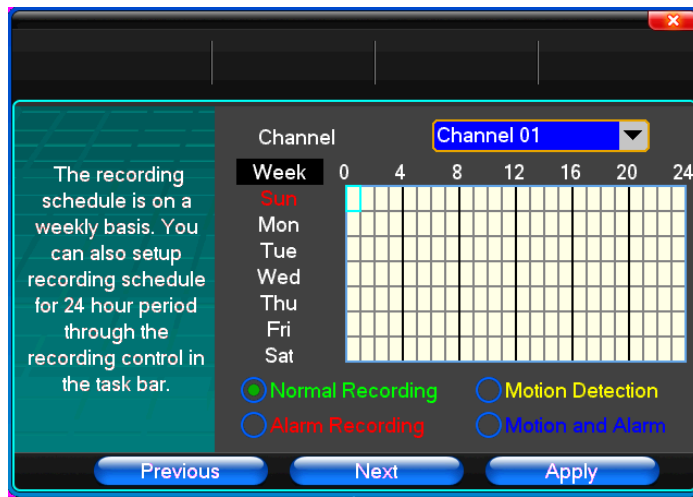 Channel
Channel 01
Week 0 4 8 12 16 20 24
Sun
Mon
Tue
Wed
Thu
Fri
Sat
The recording
schedule is on a
weekly basis. You
can also setup
recording schedule
for 24 hour period
through the
recording control in
the task bar.
Normal Recording
Motion Detection
Alarm Recording
Motion and Alarm
Previous
Next
Apply